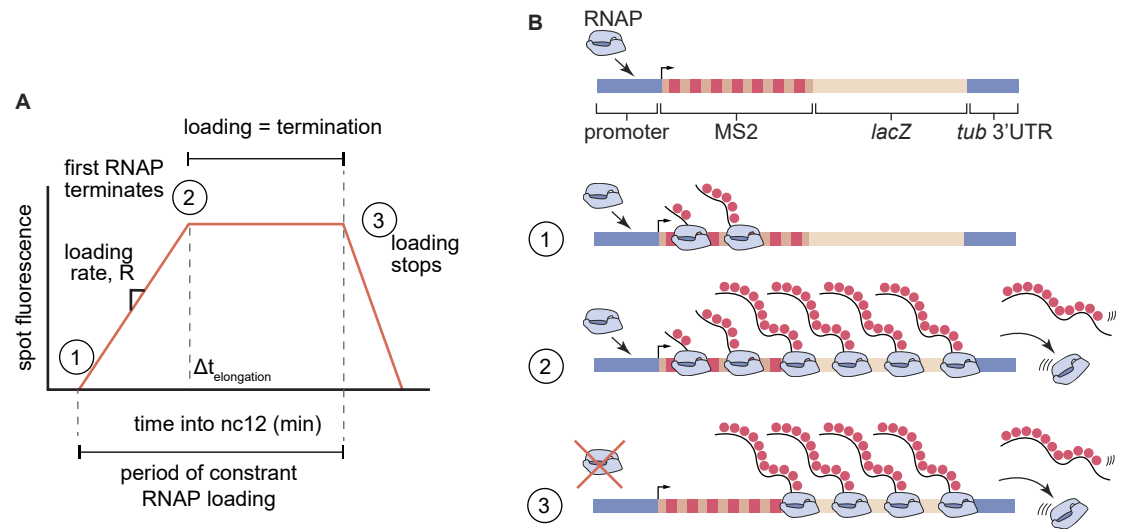 A
loading = termination
first RNAP
terminates
2
3
loading
stops
loading
rate, R
1
spot fluorescence
Δt elongation
time into nc12 (min)
period of constrant
RNAP loading
B
RNAP
promoter
MS2
lacZ
tub 3'UTR
1
2
3